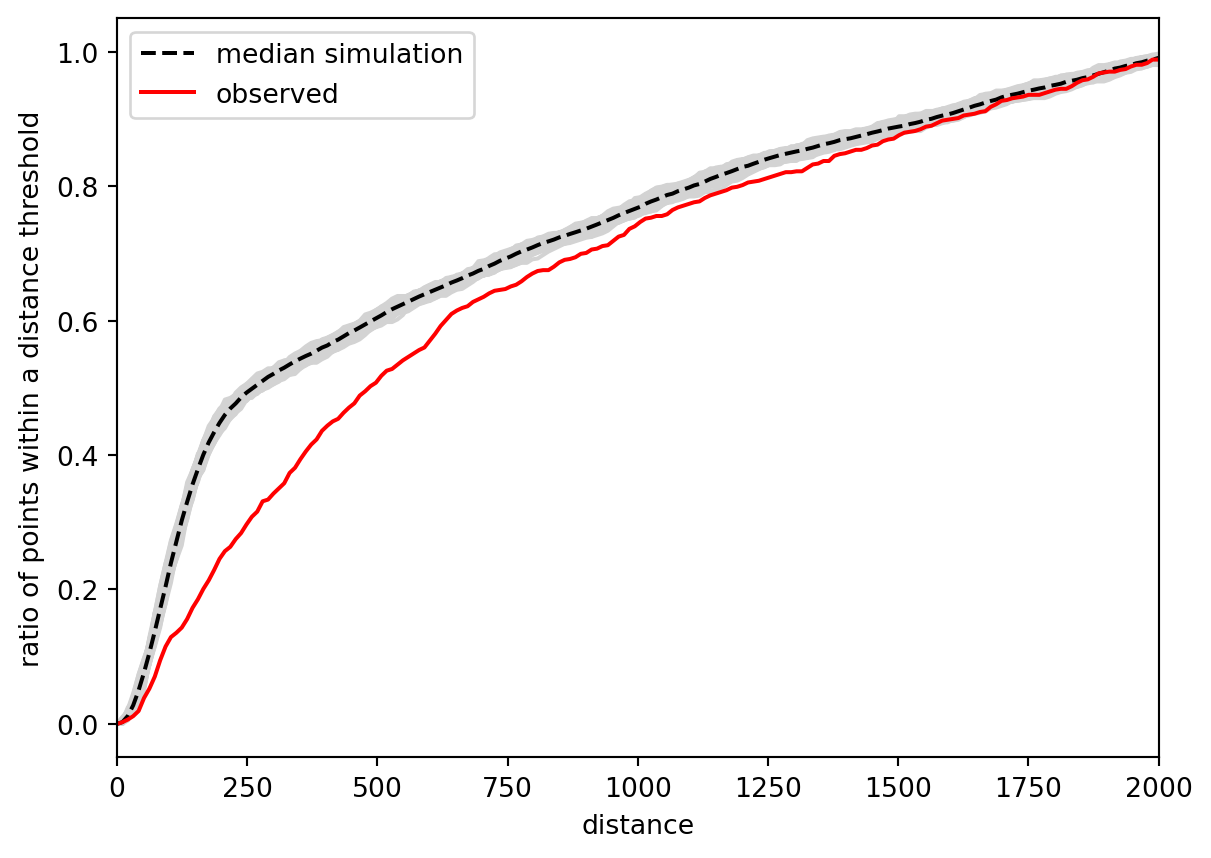 median simulation
observed
ratio of points within a distance threshold
1.0
0.8
0.6
0.4
0.2
0.0
0 250 500 750 1000 1250 1500 1750 2000
distance